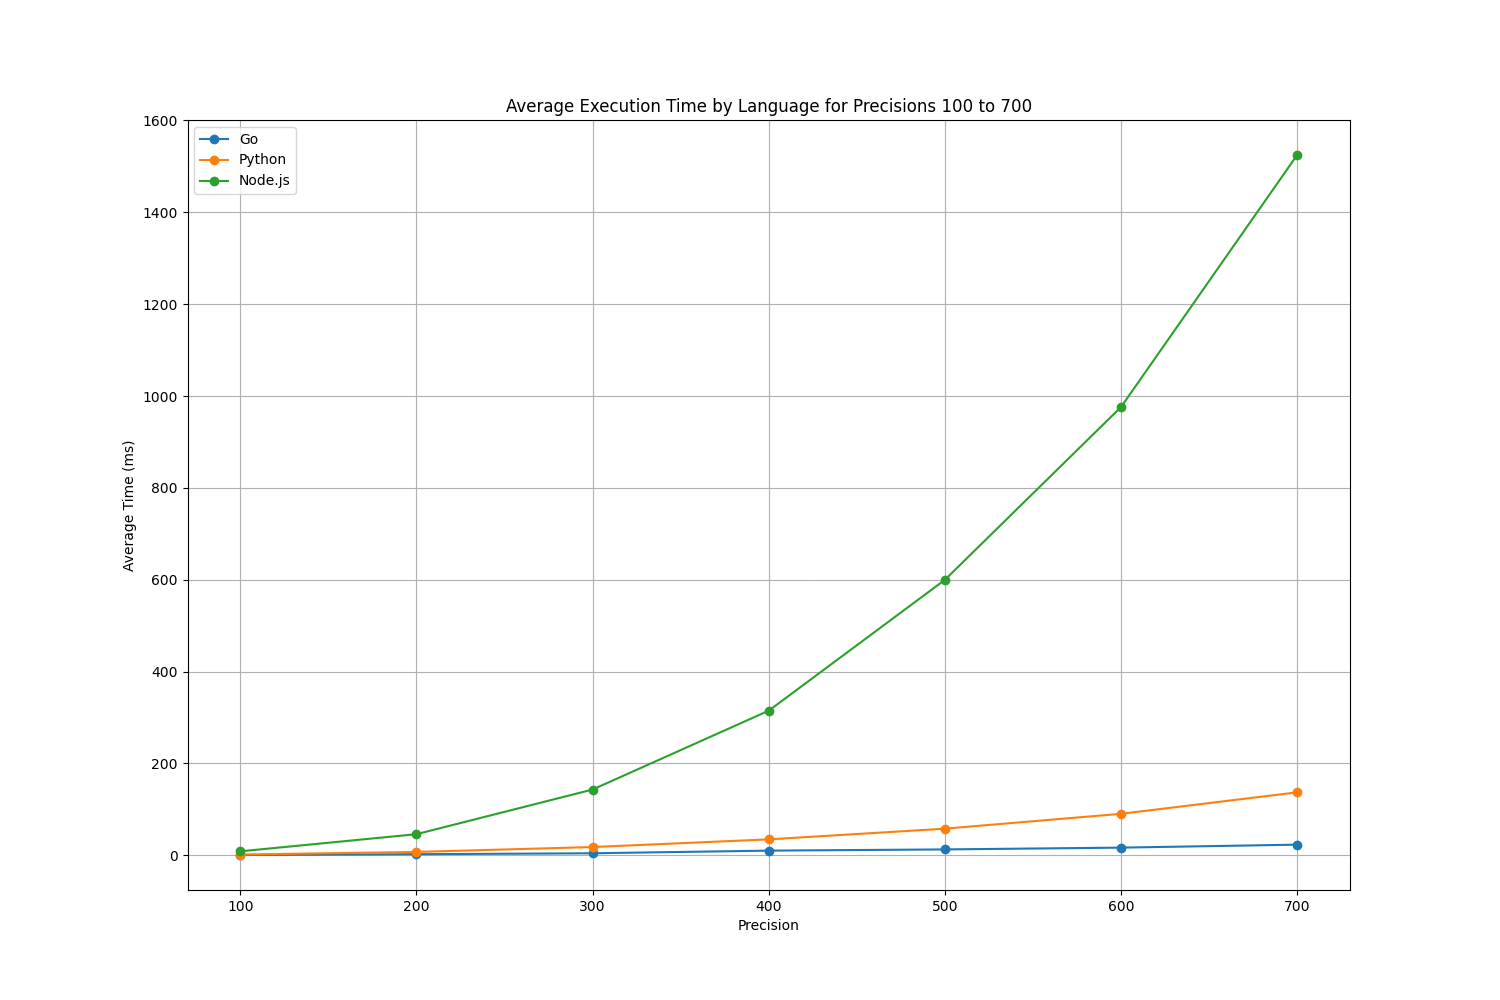 Average Execution Time by Language for Precisions 100 to 700
1600
1400
1200
1000
800
600
400
200
0
Average Time (ms)
Go
Python
Node.js
100 200 300 400 500 600 700
Precision